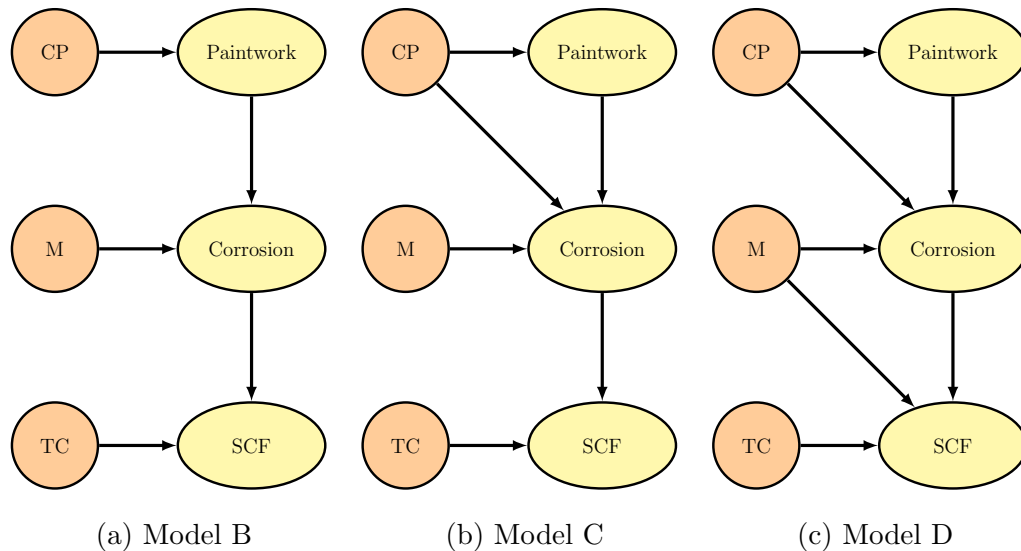 CP
Paintwork
M
Corrosion
TC
SCF
(a) Model B
CP
Paintwork
M
Corrosion
TC
SCF
(b) Model C
CP
Paintwork
M
Corrosion
TC
SCF
(c) Model D